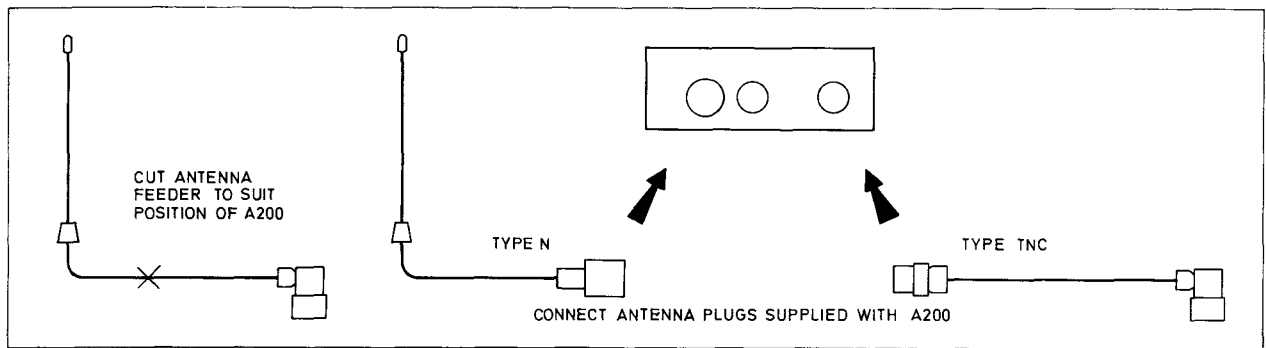 CUT ANTENNA
FEEDER TO SUIT
POSITION OF A200
TYPE N
TYPE TNC
CONNECT ANTENNA PLUGS SUPPLIED WITH A200